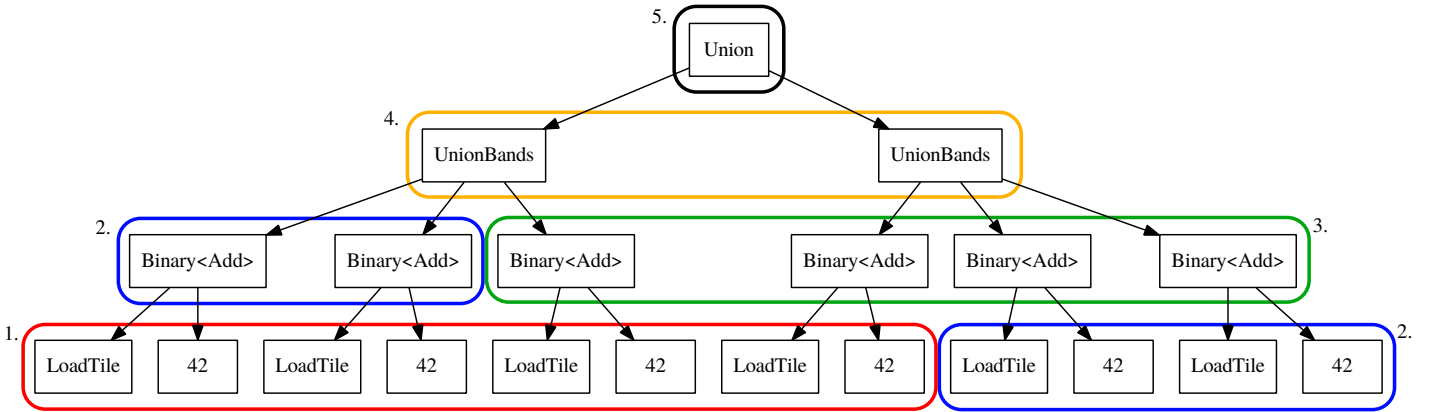 5.
Union
4.
UnionBands
UnionBands
2.
Binary<Add>
Binary<Add>
Binary<Add>
Binary<Add>
Binary<Add>
Binary<Add>
3.
1.
LoadTile
42
LoadTile
42
LoadTile
42
LoadTile
42
LoadTile
42
LoadTile
42
2.